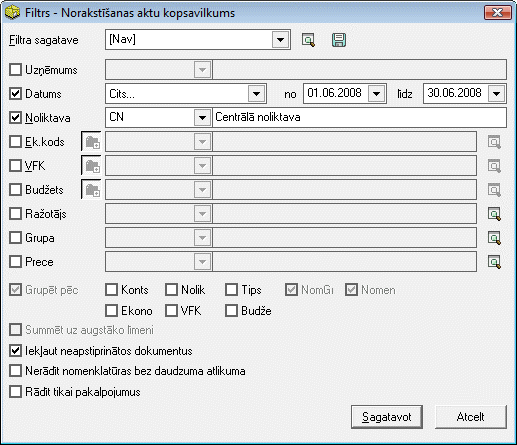 Filtrs - Norakstīšanas aktu kopsavilkums
Filtra sagatave [Nav]
Uzņēmums
Datums Cits... no 01.06.2008 līdz 30.06.2008
Noliktava CN Centrālā noliktava
Ek.kods
VFK
Budžets
Ražotājs
Grupa
Prece
Grupēt pēc Konts Nolik Tips NomGı Nomen
Ekono VFK Budže
Summēt uz augstāko līmeni
Iekļaut neapstiprinātos dokumentus
Nerādīt nomenklatūras bez daudzuma atlikuma
Rādīt tikai pakalpojumus
Sagatavot Atcelt